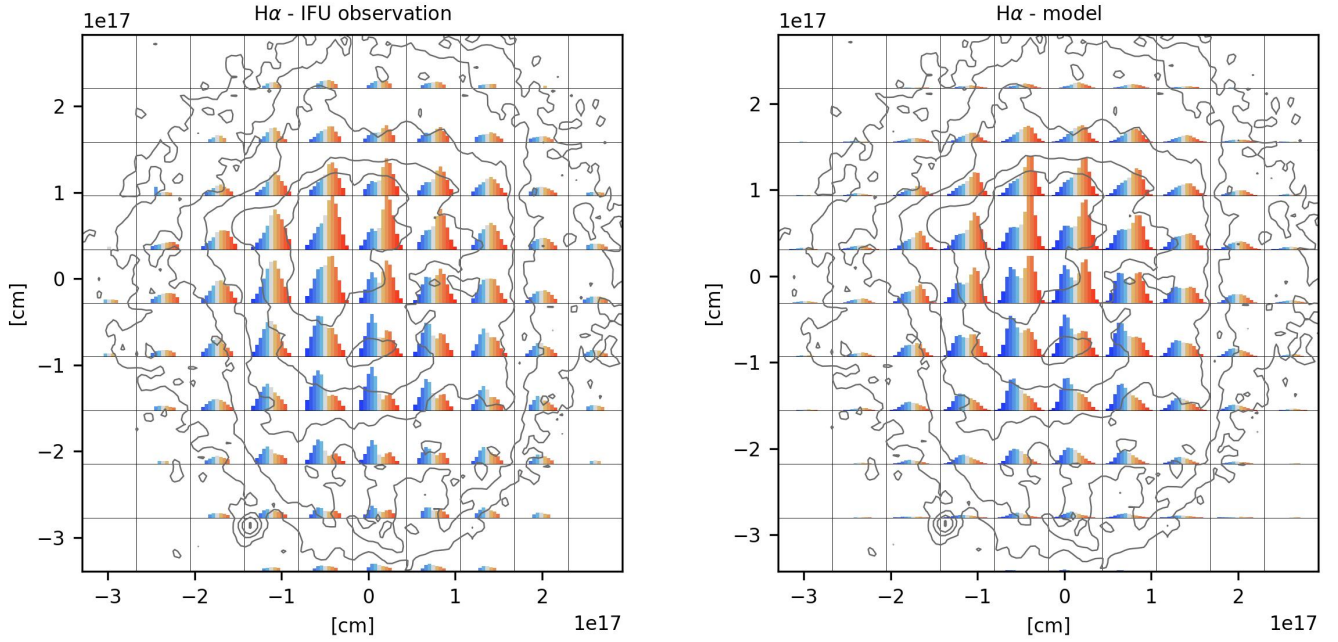 Hα - IFU observation
1e17
2
1
0
−1
−2
−3
[cm]
−3 −2 −1 0 1 2
[cm]
1e17
Hα - model
1e17
2
1
0
−1
−2
−3
[cm]
−3 −2 −1 0 1 2
[cm]
1e17